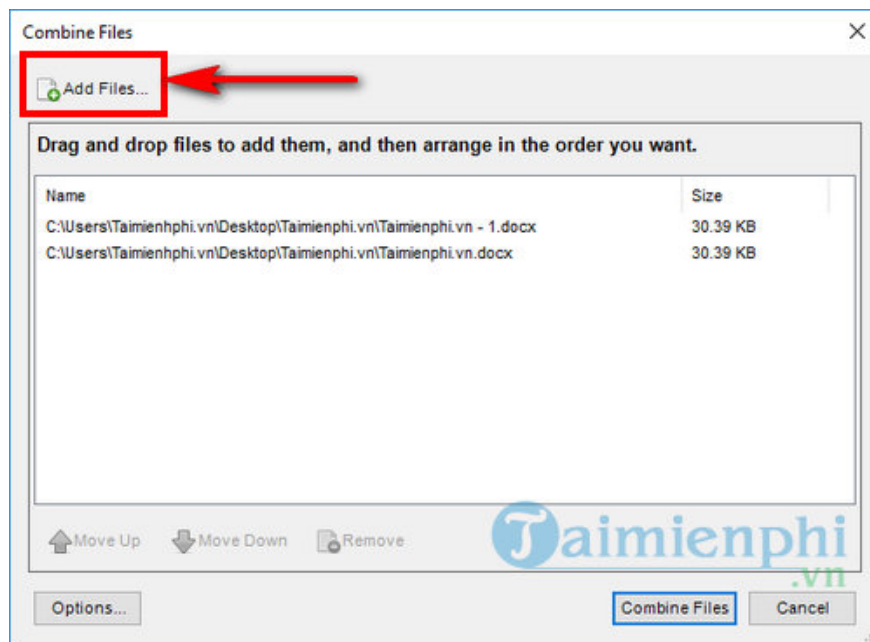 Combine Files
Add Files...
Drag and drop files to add them, and then arrange in the order you want.
Name Size
C:\Users\Taimienhphi.vn\Desktop\Taimienphi.vn\Taimienphi.vn - 1.docx 30.39 KB
C:\Users\Taimienhphi.vn\Desktop\Taimienphi.vn\Taimienphi.vn.docx 30.39 KB
Move Up Move Down Remove
Taimienphi
.vn
Options... Combine Files Cancel